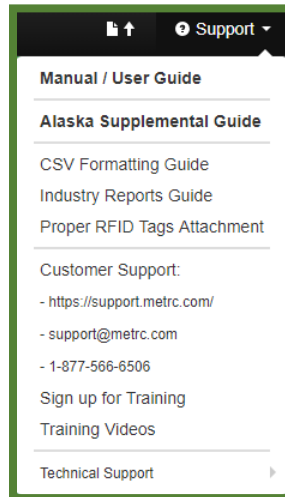 Support
Manual / User Guide
Alaska Supplemental Guide
CSV Formatting Guide
Industry Reports Guide
Proper RFID Tags Attachment
Customer Support:
- https://support.metrc.com/
- support@metrc.com
- 1-877-566-6506
Sign up for Training
Training Videos
Technical Support